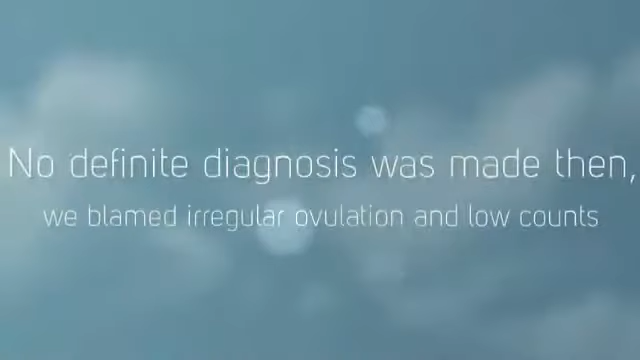 No definite diagnosis was made then,
we blamed irregular ovulation and low counts